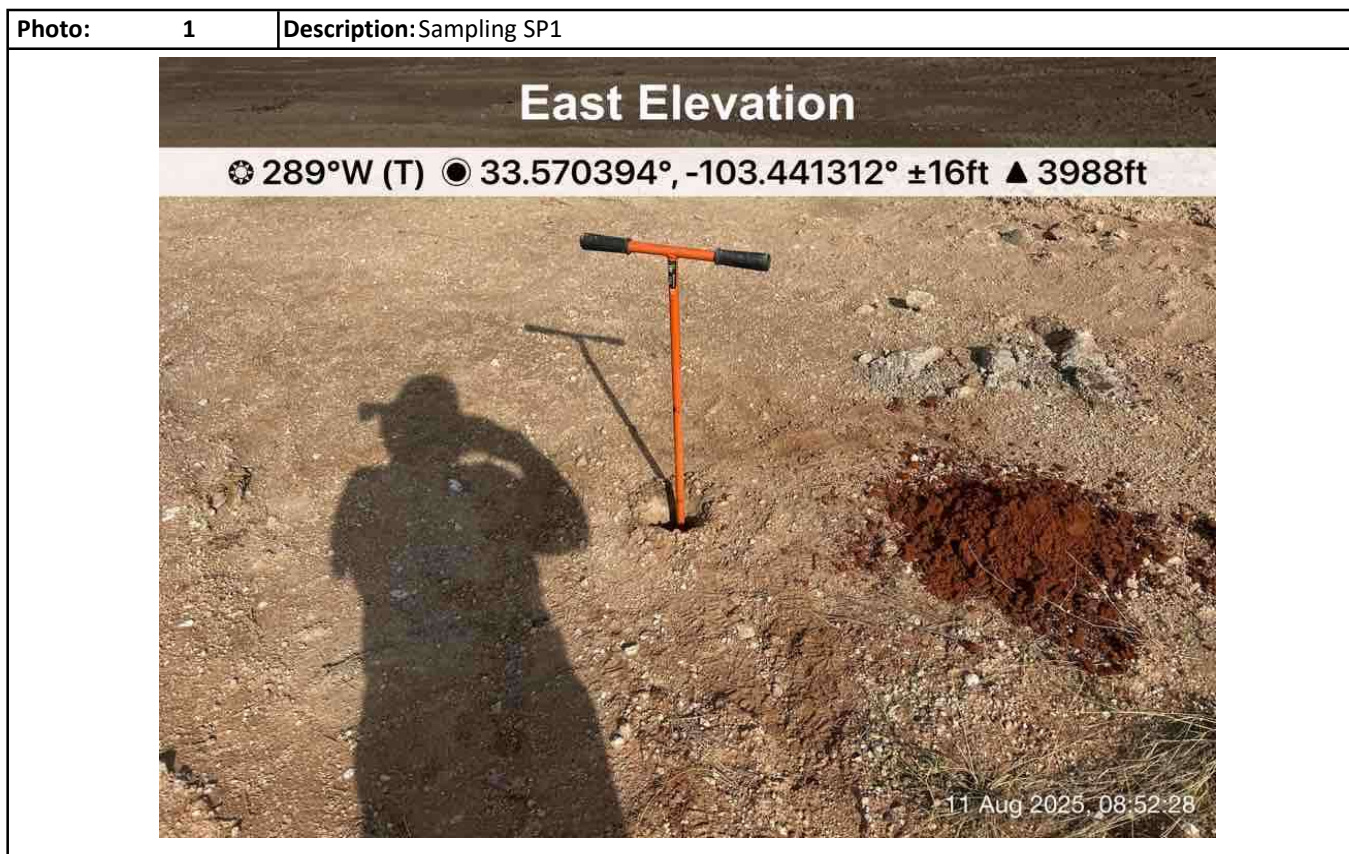 Photo: 1 Description: Sampling SP1
East Elevation
289°W (T) 33.570394°, -103.441312° ±16ft ▲ 3988ft
11 Aug 2025, 08:52:28